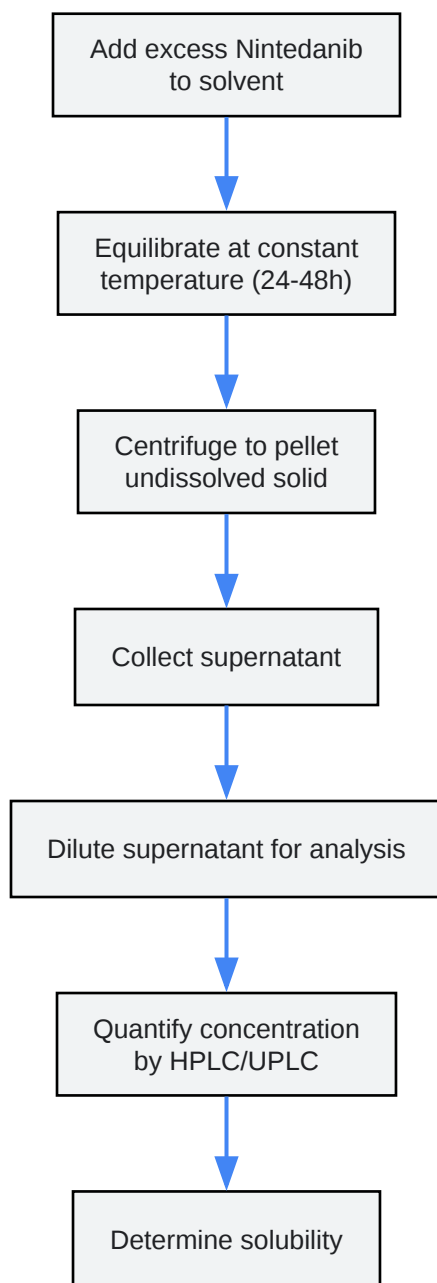 Add excess Nintedanib
to solvent
Equilibrate at constant
temperature (24-48h)
Centrifuge to pellet
undissolved solid
Collect supernatant
Dilute supernatant for analysis
Quantify concentration
by HPLC/UPLC
Determine solubility